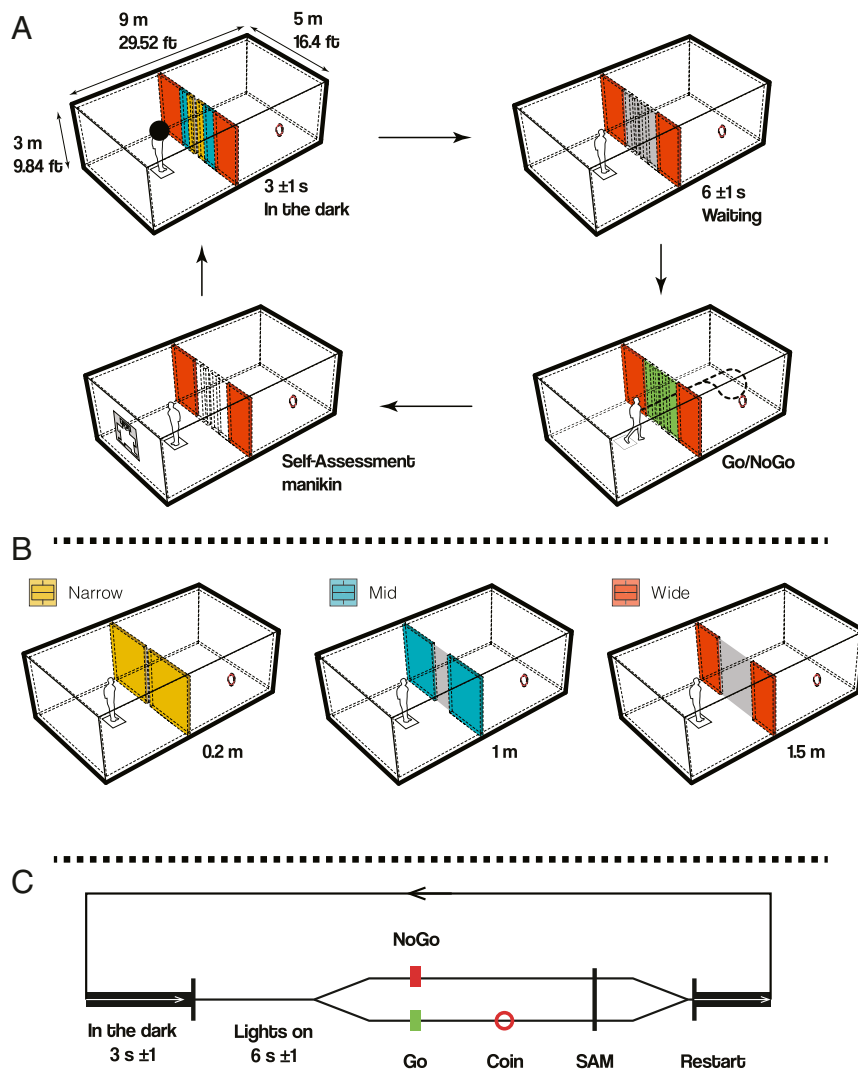 A
9 m
29.52 ft
5 m
16.4 ft
3 m
9.84 ft
3 ±1 s
In the dark
6 ±1 s
Waiting
Self-Assessment
manikin
Go/NoGo
B
Narrow
Mid
Wide
0.2 m
1 m
1.5 m
C
NoGo
In the dark
3 s ±1
Lights on
6 s ±1
Go
Coin
SAM
Restart